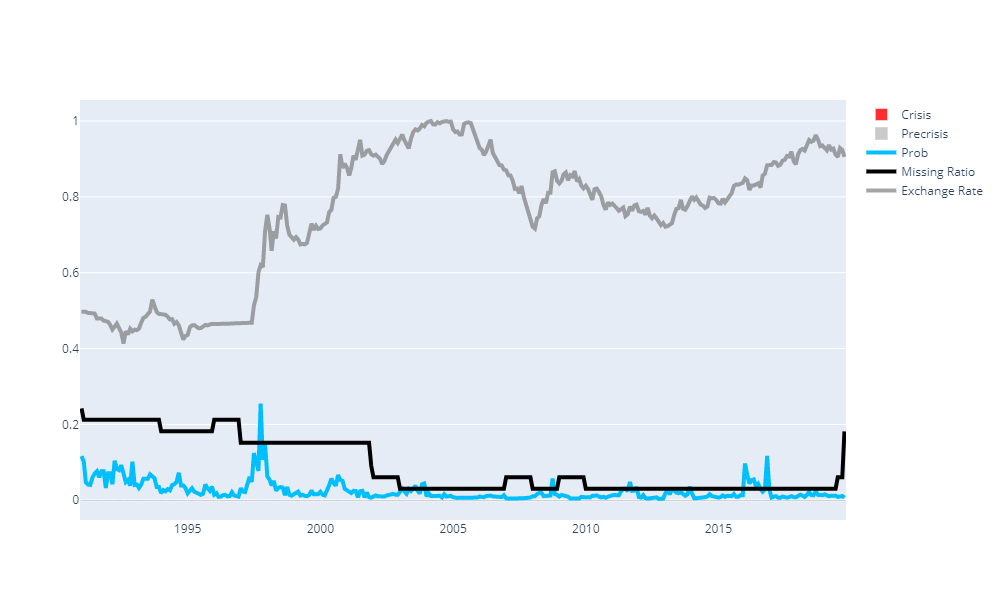 1
0.8
0.6
0.4
0.2
0
1995
2000
2005
2010
2015
Crisis
Precrisis
Prob
Missing Ratio
Exchange Rate